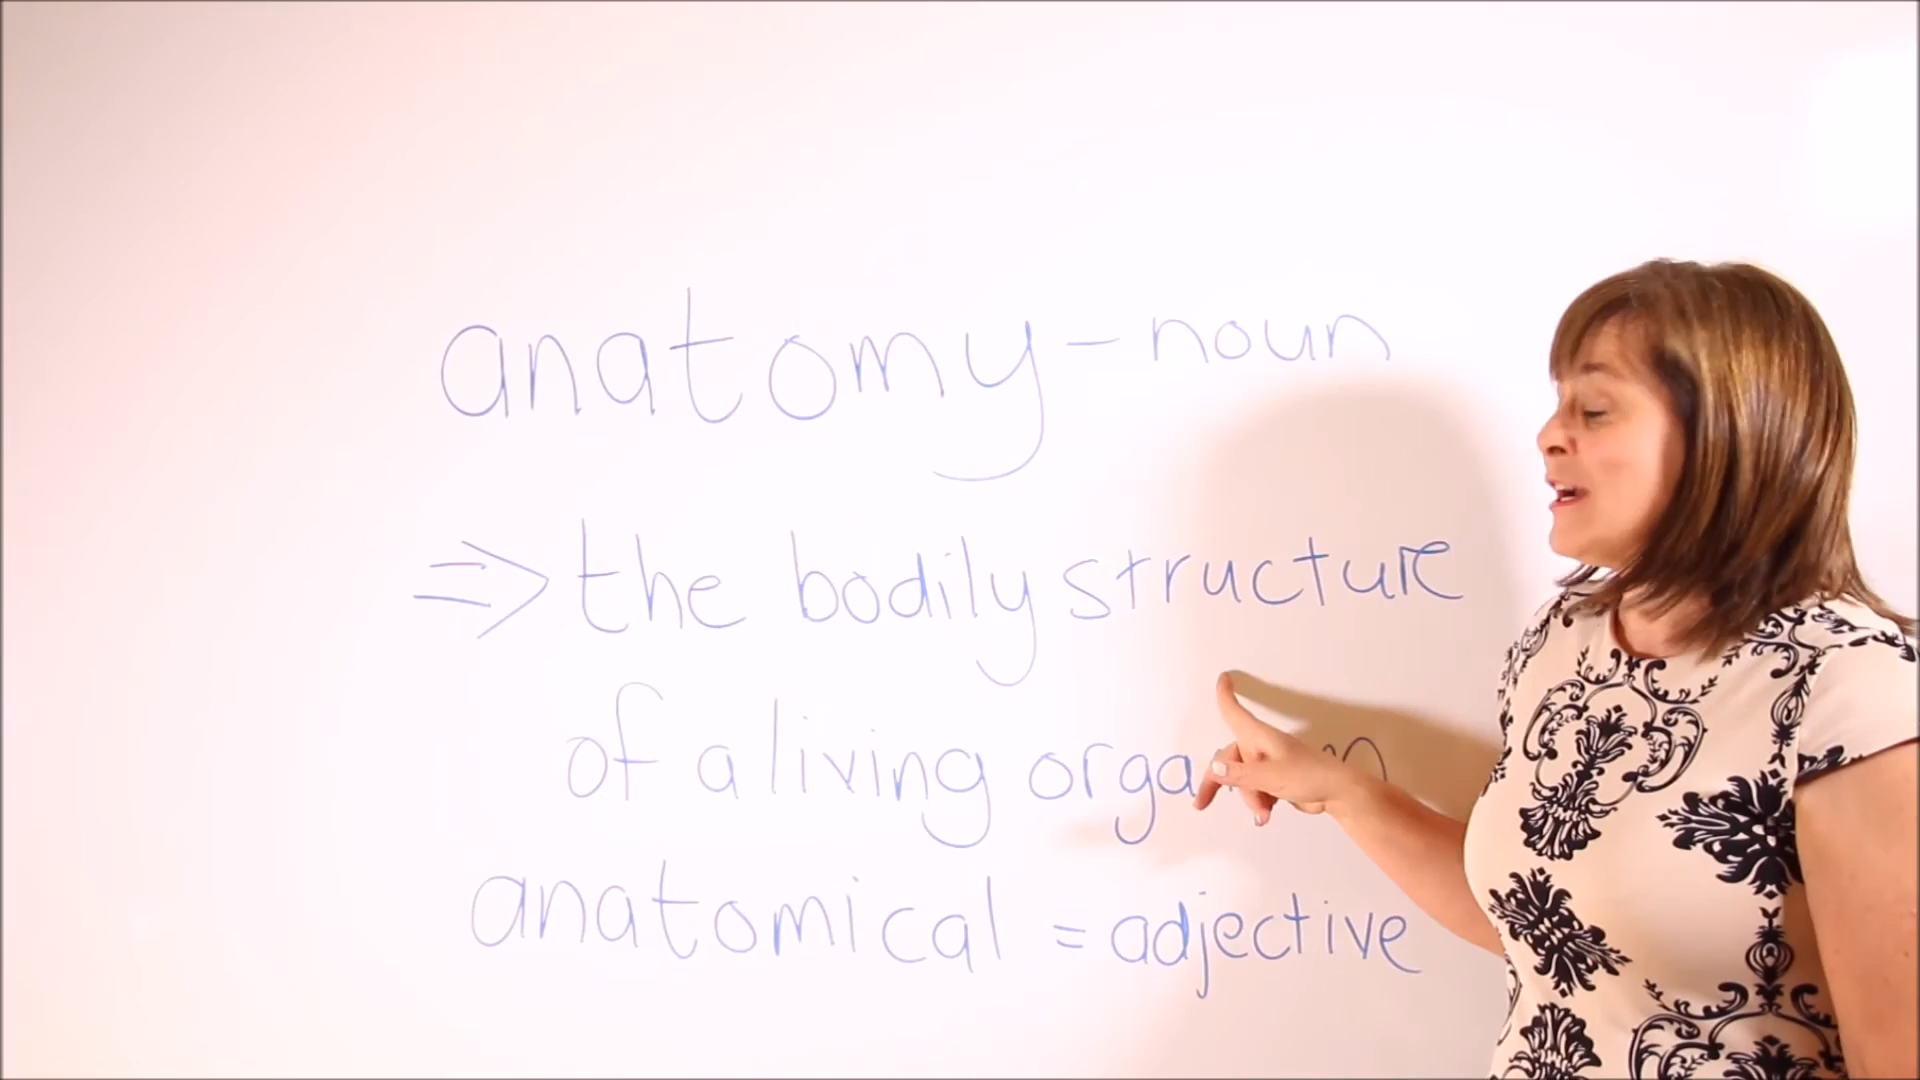 anatomy - noun
⇒ the bodily structure
of a living
anatomical = adjective